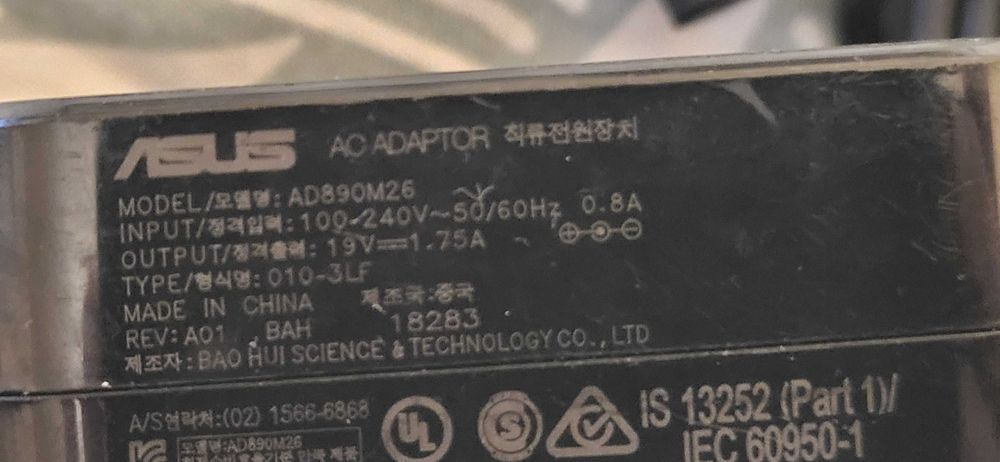 ASUS AC ADAPTOR 직류전원장치
MODEL/모델명: AD890M26
INPUT/정격입력: 100-240V~50/60Hz 0.8A
OUTPUT/정격출력: 19V⎓1.75A
TYPE/형식명: 010-3LF
MADE IN CHINA 제조국:중국
REV: A01 BAH 18283
제조자: BAO HUI SCIENCE & TECHNOLOGY CO., LTD
A/S연락처:(02) 1566-6868
모델명:AD890M26
UL
S
IS 13252 (Part 1)/
IEC 60950-1